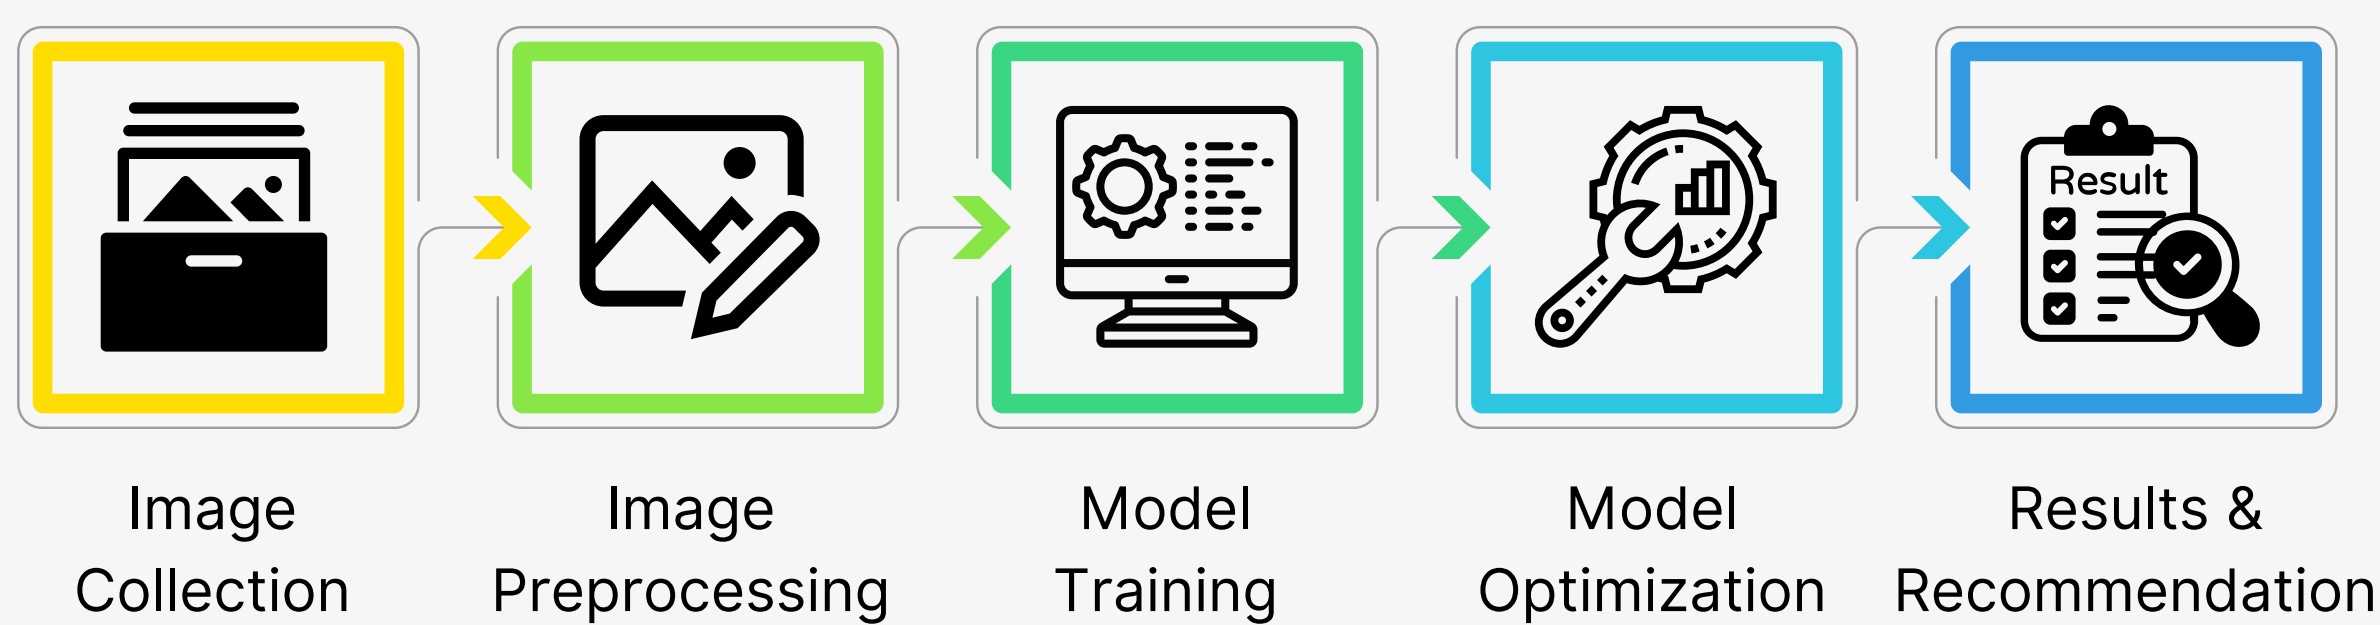 Result
Image
Collection
Image
Preprocessing
Model
Training
Model
Optimization
Results &
Recommendation